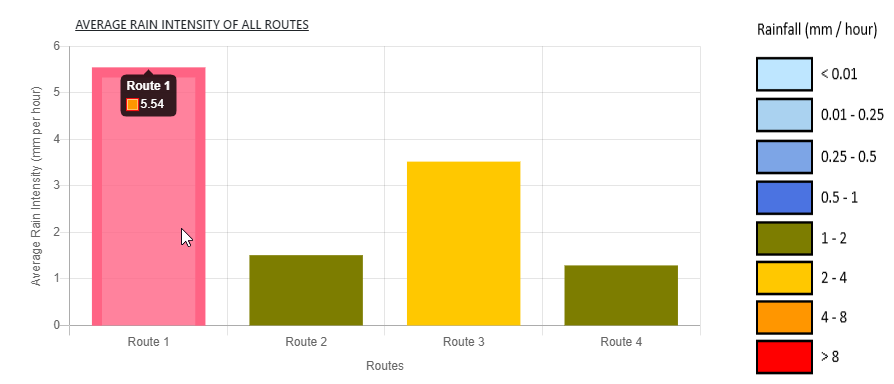 AVERAGE RAIN INTENSITY OF ALL ROUTES
Average Rain Intensity (mm per hour)
6
5
4
3
2
1
0
Route 1
5.54
Route 1
Route 2
Route 3
Route 4
Routes
Rainfall (mm / hour)
< 0.01
0.01 - 0.25
0.25 - 0.5
0.5 - 1
1 - 2
2 - 4
4 - 8
> 8